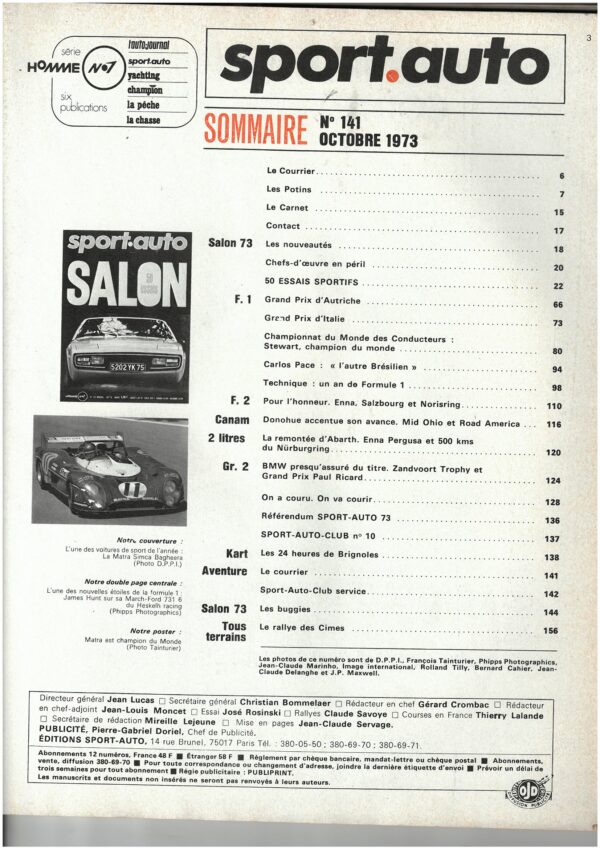 3
série
HOMME N°7
six
publications
l'auto-journal
sport.auto
yachting
champion
la pêche
la chasse
sport.auto
SOMMAIRE N° 141
OCTOBRE 1973
Le Courrier 6
Les Potins 7
Le Carnet 15
Contact 17
Salon 73 Les nouveautés 18
Chefs-d'œuvre en péril 20
50 ESSAIS SPORTIFS 22
F. 1 Grand Prix d'Autriche 66
Grand Prix d'Italie 73
Championnat du Monde des Conducteurs :
Stewart, champion du monde 80
Carlos Pace : « l'autre Brésilien » 94
Technique : un an de Formule 1 98
F. 2 Pour l'honneur. Enna, Salzbourg et Norisring 110
Canam Donohue accentue son avance. Mid Ohio et Road America 116
2 litres La remontée d'Abarth. Enna Pergusa et 500 kms
du Nürburgring 120
Gr. 2 BMW presqu'assuré du titre. Zandvoort Trophy et
Grand Prix Paul Ricard 124
On a couru. On va courir 128
Référendum SPORT-AUTO 73 136
SPORT-AUTO-CLUB n° 10 137
Kart Les 24 heures de Brignoles 138
Aventure Le courrier 141
Sport-Auto-Club service 142
Salon 73 Les buggies 144
Tous
terrains Le rallye des Cimes 156
sport-auto
SALON
50
essais
5202 YK 75
11
Notre couverture :
L'une des voitures de sport de l'année :
La Matra Simca Bagheera
(Photo D.P.P.I.)
Notre double page centrale :
L'une des nouvelles étoiles de la formule 1 :
James Hunt sur sa March-Ford 731 6
du Heskelh racing
(Phipps Photographics)
Notre poster :
Matra est champion du Monde
(Photo Tainturier)
Les photos de ce numéro sont de D.P.P.I., François Tainturier, Phipps Photographics,
Jean-Claude Marinho, Image international, Rolland Tilly, Bernard Cahier, Jean-
Claude Delanghe et J.P. Maxwell.
Directeur général Jean Lucas □ Secrétaire général Christian Bommelaer □ Rédacteur en chef Gérard Crombac □ Rédacteur
en chef-adjoint Jean-Louis Moncet □ Essai José Rosinski □ Rallyes Claude Savoye □ Courses en France Thierry Lalande
□ Secrétaire de rédaction Mireille Lejeune □ Mise en pages Jean-Claude Servage.
PUBLICITÉ, Pierre-Gabriel Doriel, Chef de Publicité.
ÉDITIONS SPORT-AUTO, 14 rue Brunel, 75017 Paris Tél. : 380-05-50 ; 380-69-70 ; 380-69-71.
Abonnements 12 numéros, France 48 F ■ Étranger 58 F ■ Règlement par chèque bancaire, mandat-lettre ou chèque postal ■ Abonnements,
vente, diffusion 380-69-70 ■ Pour toute correspondance ou changement d'adresse, joindre la dernière étiquette d'envoi ■ Prévoir un délai de
trois semaines pour tout abonnement ■ Régie publicitaire : PUBLIPRINT.
Les manuscrits et documents non insérés ne seront pas renvoyés à leurs auteurs.
OJD
DIFFUSION